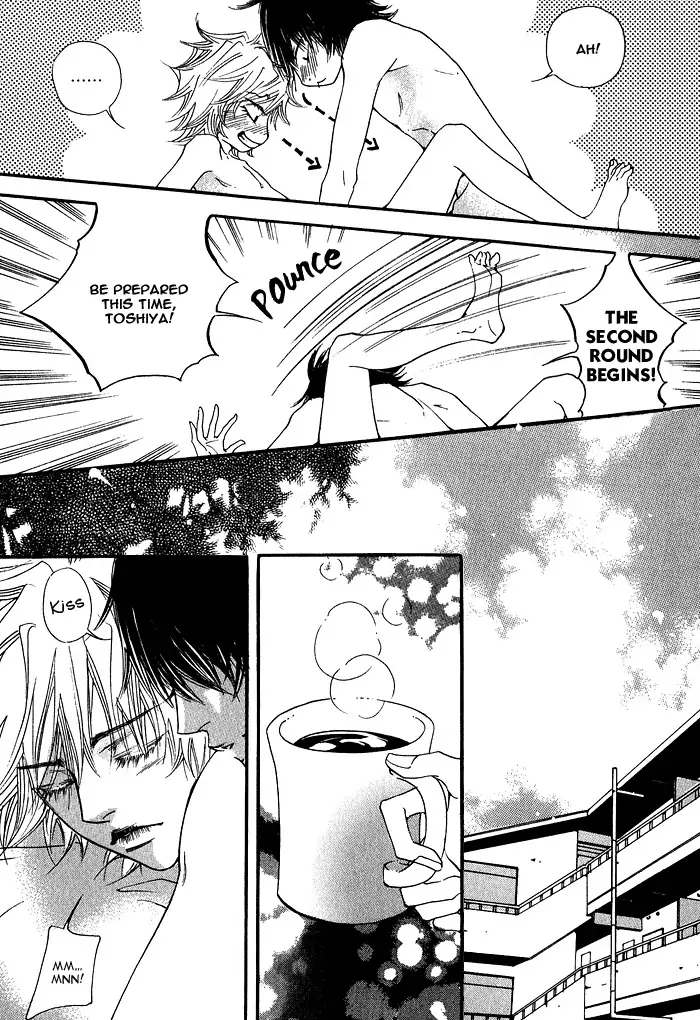 AH!
......
THE
SECOND
ROUND
BEGINS!
POUNCE
BE PREPARED
THIS TIME,
TOSHIYA!
KISS
MM...
MNN!